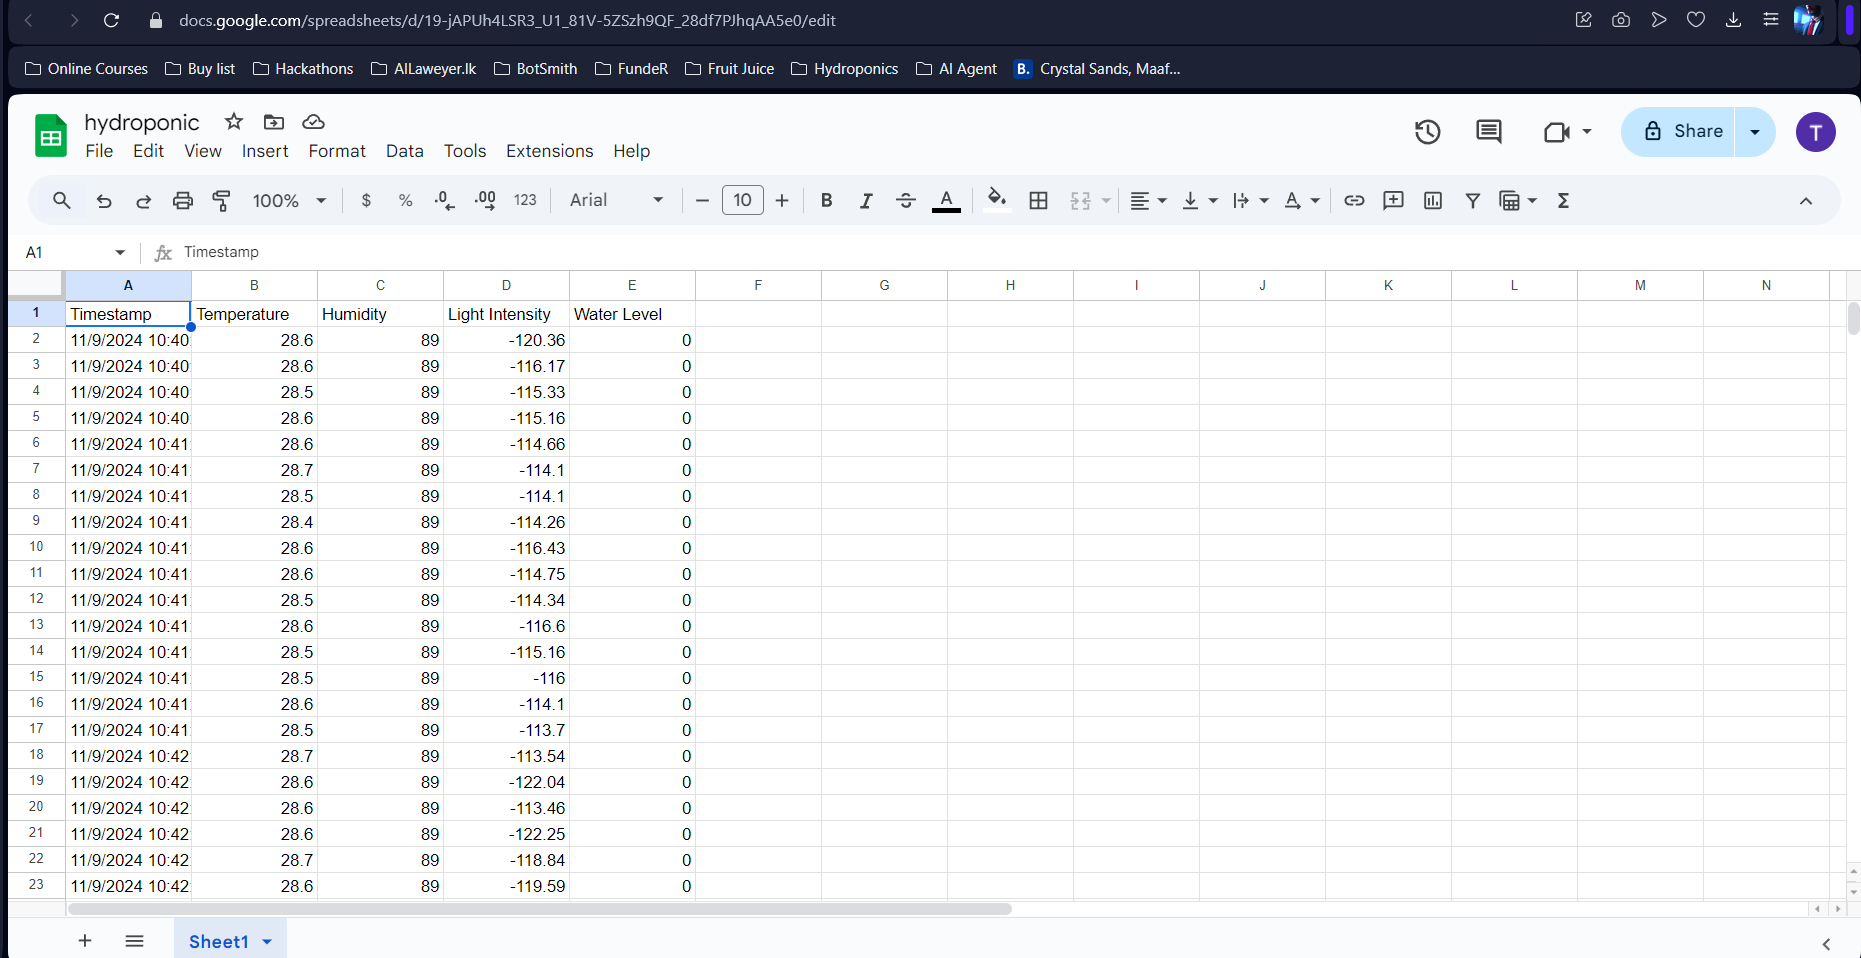 docs.google.com/spreadsheets/d/19-jAPUh4LSR3_U1_81V-5ZSzh9QF_28df7PJhqAA5e0/edit
Online Courses Buy list Hackathons AILaweyer.lk BotSmith FundeR Fruit Juice Hydroponics AI Agent B. Crystal Sands, Maaf...
hydroponic
File Edit View Insert Format Data Tools Extensions Help
Share T
100% $ % .0 .00 123 Arial 10 B I A
A1 fx Timestamp
A B C D E F G H I J K L M N
1 Timestamp Temperature Humidity Light Intensity Water Level
2 11/9/2024 10:40 28.6 89 -120.36 0
3 11/9/2024 10:40 28.6 89 -116.17 0
4 11/9/2024 10:40 28.5 89 -115.33 0
5 11/9/2024 10:40 28.6 89 -115.16 0
6 11/9/2024 10:41: 28.6 89 -114.66 0
7 11/9/2024 10:41: 28.7 89 -114.1 0
8 11/9/2024 10:41: 28.5 89 -114.1 0
9 11/9/2024 10:41: 28.4 89 -114.26 0
10 11/9/2024 10:41: 28.6 89 -116.43 0
11 11/9/2024 10:41: 28.6 89 -114.75 0
12 11/9/2024 10:41: 28.5 89 -114.34 0
13 11/9/2024 10:41: 28.6 89 -116.6 0
14 11/9/2024 10:41: 28.5 89 -115.16 0
15 11/9/2024 10:41: 28.5 89 -116 0
16 11/9/2024 10:41: 28.6 89 -114.1 0
17 11/9/2024 10:41: 28.5 89 -113.7 0
18 11/9/2024 10:42 28.7 89 -113.54 0
19 11/9/2024 10:42 28.6 89 -122.04 0
20 11/9/2024 10:42 28.6 89 -113.46 0
21 11/9/2024 10:42 28.6 89 -122.25 0
22 11/9/2024 10:42 28.7 89 -118.84 0
23 11/9/2024 10:42 28.6 89 -119.59 0
Sheet1